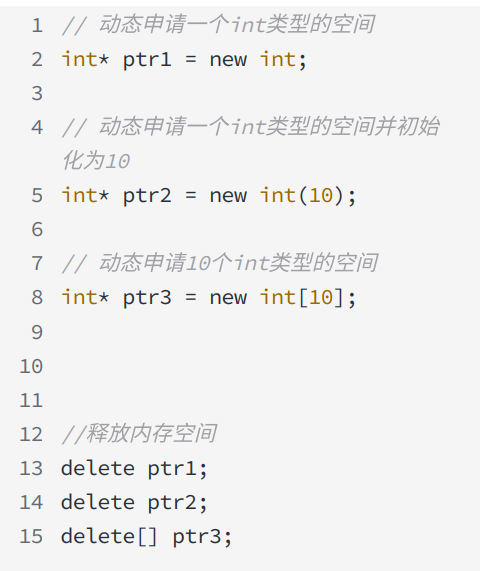 1 // 动态申请一个int类型的空间
2 int* ptr1 = new int;
3
4 // 动态申请一个int类型的空间并初始
化为10
5 int* ptr2 = new int(10);
6
7 // 动态申请10个int类型的空间
8 int* ptr3 = new int[10];
9
10
11
12 //释放内存空间
13 delete ptr1;
14 delete ptr2;
15 delete[] ptr3;